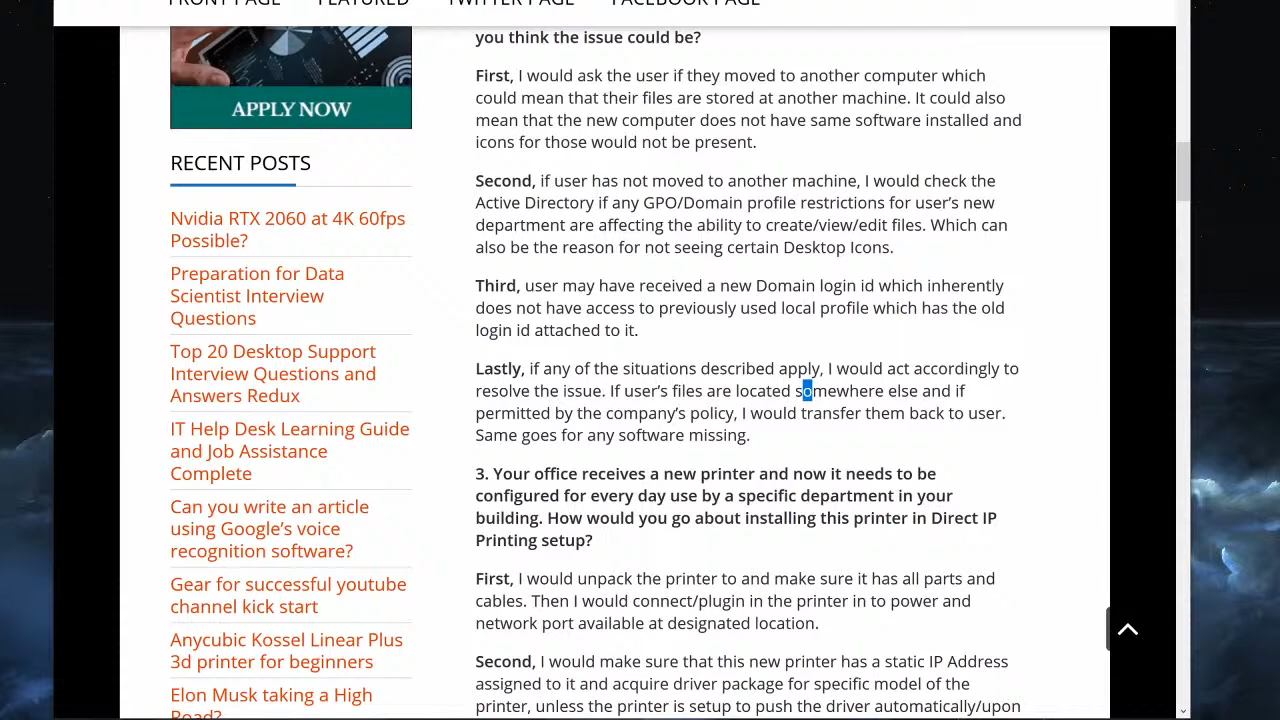 FRONT PAGE FEATURED TWITTER PAGE FACEBOOK PAGE
APPLY NOW
RECENT POSTS
Nvidia RTX 2060 at 4K 60fps
Possible?
Preparation for Data
Scientist Interview
Questions
Top 20 Desktop Support
Interview Questions and
Answers Redux
IT Help Desk Learning Guide
and Job Assistance
Complete
Can you write an article
using Google’s voice
recognition software?
Gear for successful youtube
channel kick start
Anycubic Kossel Linear Plus
3d printer for beginners
Elon Musk taking a High
Road?
you think the issue could be?
First, I would ask the user if they moved to another computer which
could mean that their files are stored at another machine. It could also
mean that the new computer does not have same software installed and
icons for those would not be present.
Second, if user has not moved to another machine, I would check the
Active Directory if any GPO/Domain profile restrictions for user’s new
department are affecting the ability to create/view/edit files. Which can
also be the reason for not seeing certain Desktop Icons.
Third, user may have received a new Domain login id which inherently
does not have access to previously used local profile which has the old
login id attached to it.
Lastly, if any of the situations described apply, I would act accordingly to
resolve the issue. If user’s files are located somewhere else and if
permitted by the company’s policy, I would transfer them back to user.
Same goes for any software missing.
3. Your office receives a new printer and now it needs to be
configured for every day use by a specific department in your
building. How would you go about installing this printer in Direct IP
Printing setup?
First, I would unpack the printer to and make sure it has all parts and
cables. Then I would connect/plugin in the printer in to power and
network port available at designated location.
Second, I would make sure that this new printer has a static IP Address
assigned to it and acquire driver package for specific model of the
printer, unless the printer is setup to push the driver automatically/upon